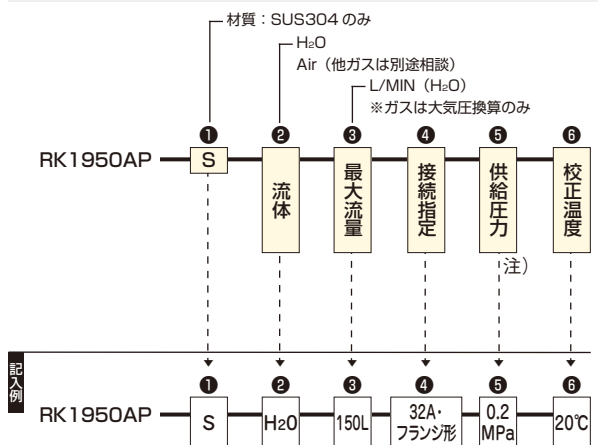 材質：SUS304 のみ
H₂O
Air（他ガスは別途相談）
L/MIN（H₂O）
※ガスは大気圧換算のみ
❶ ❷ ❸ ❹ ❺ ❻
RK1950AP S 流体 最大流量 接続指定 供給圧力 校正温度
注）
記入例
❶ ❷ ❸ ❹ ❺ ❻
RK1950AP S H₂O 150L 32A・フランジ形 0.2 MPa 20℃